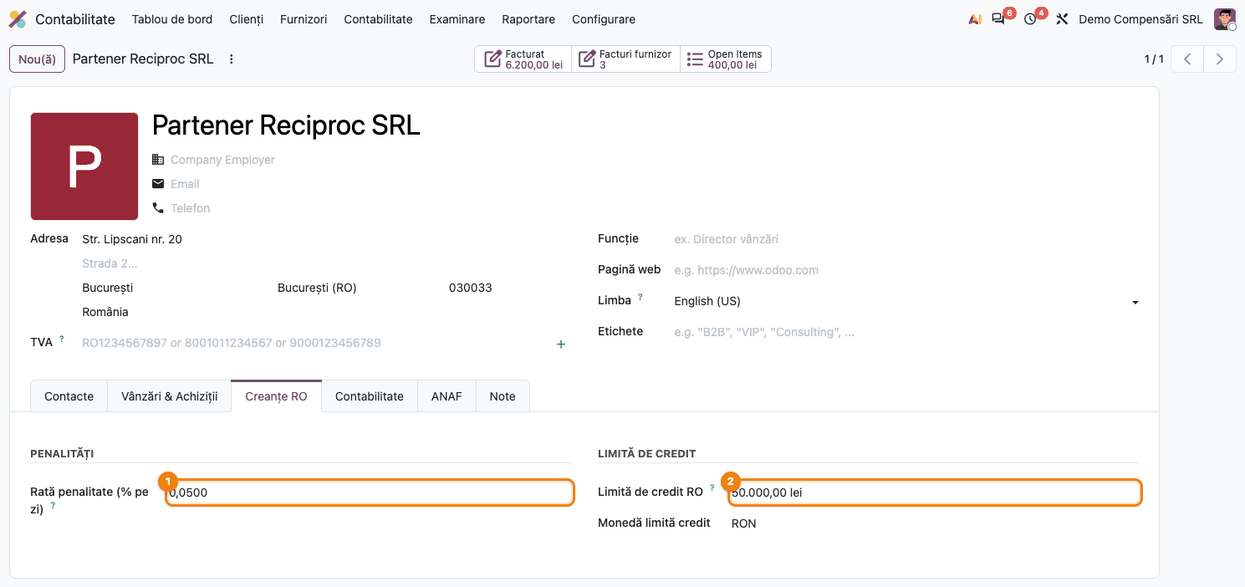 Contabilitate Tablou de bord Clienți Furnizori Contabilitate Examinare Raportare Configurare AI 6 4 Demo Compensări SRL
Nou(ă) Partener Reciproc SRL Facturat 6.200,00 lei Facturi furnizor 3 Open Items 400,00 lei 1 / 1
P
Partener Reciproc SRL
Company Employer
Email
Telefon
Adresa Str. Lipscani nr. 20 Funcție ex. Director vânzări
Strada 2... Pagină web e.g. https://www.odoo.com
București București (RO) 030033 Limba ? English (US)
România
Etichete e.g. "B2B", "VIP", "Consulting", ...
TVA ? RO1234567897 or 8001011234567 or 9000123456789 +
Contacte Vânzări & Achiziții Creanțe RO Contabilitate ANAF Note
PENALITĂȚI LIMITĂ DE CREDIT
1 2
Rată penalitate (% pe zi) ? 0,0500 Limită de credit RO ? 50.000,00 lei
Monedă limită credit RON